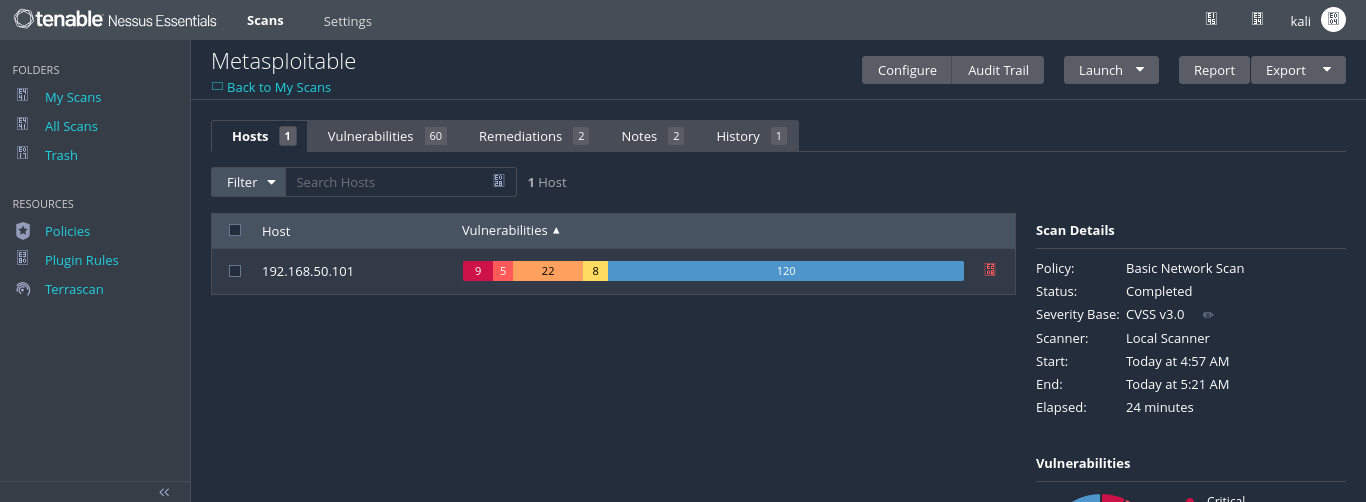 tenable Nessus Essentials Scans Settings kali
FOLDERS
My Scans
All Scans
Trash
RESOURCES
Policies
Plugin Rules
Terrascan
Metasploitable
Back to My Scans
Configure Audit Trail Launch Report Export
Hosts 1 Vulnerabilities 60 Remediations 2 Notes 2 History 1
Filter Search Hosts 1 Host
Host Vulnerabilities
192.168.50.101 9 5 22 8 120
Scan Details
Policy: Basic Network Scan
Status: Completed
Severity Base: CVSS v3.0
Scanner: Local Scanner
Start: Today at 4:57 AM
End: Today at 5:21 AM
Elapsed: 24 minutes
Vulnerabilities
Critical